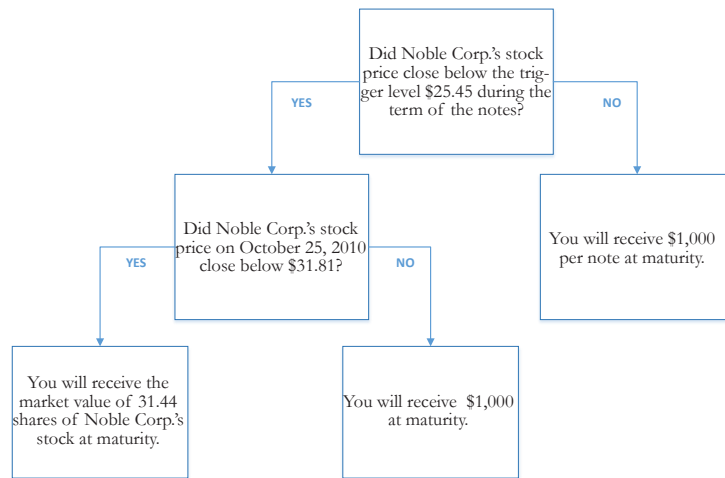 Did Noble Corp.'s stock
price close below the trig-
ger level $25.45 during the
term of the notes?
YES
NO
Did Noble Corp.'s stock
price on October 25, 2010
close below $31.81?
You will receive $1,000
per note at maturity.
YES
NO
You will receive the
market value of 31.44
shares of Noble Corp.'s
stock at maturity.
You will receive $1,000
at maturity.